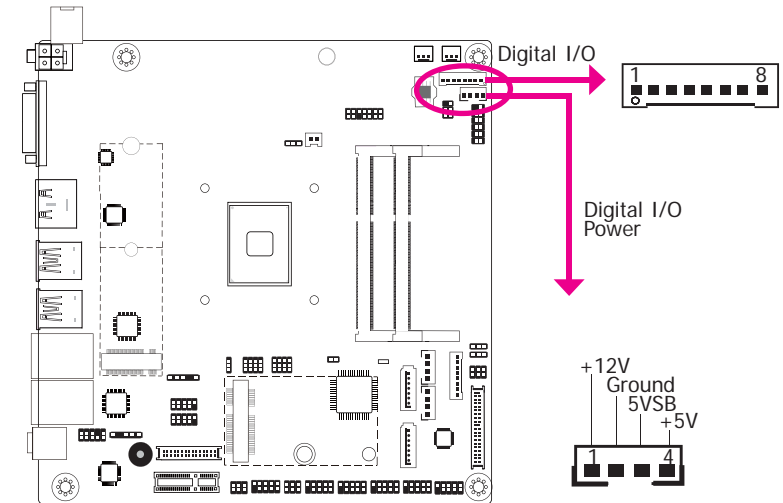 Digital I/O
1 8
Digital I/O
Power
+12V
Ground
5VSB
+5V
1 4